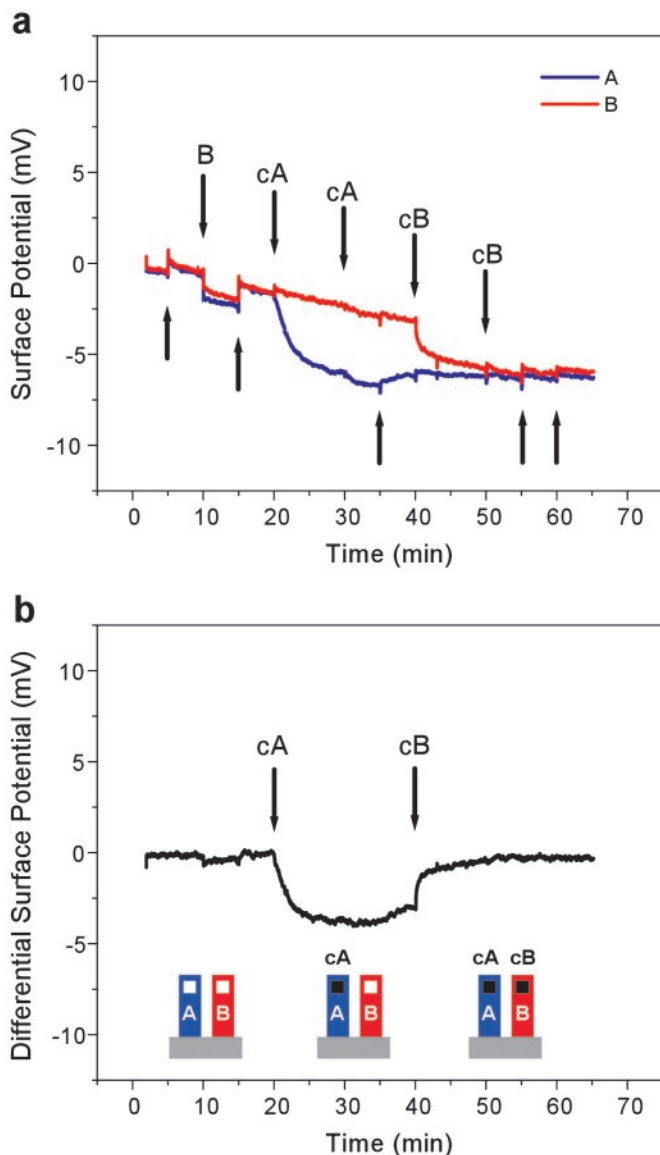 a
A
B
B
cA
cA
cB
cB
10
5
0
-5
-10
Surface Potential (mV)
0 10 20 30 40 50 60 70
Time (min)
b
10
5
0
-5
-10
Differential Surface Potential (mV)
cA
cB
cA
cA cB
A B
A B
A B
0 10 20 30 40 50 60 70
Time (min)